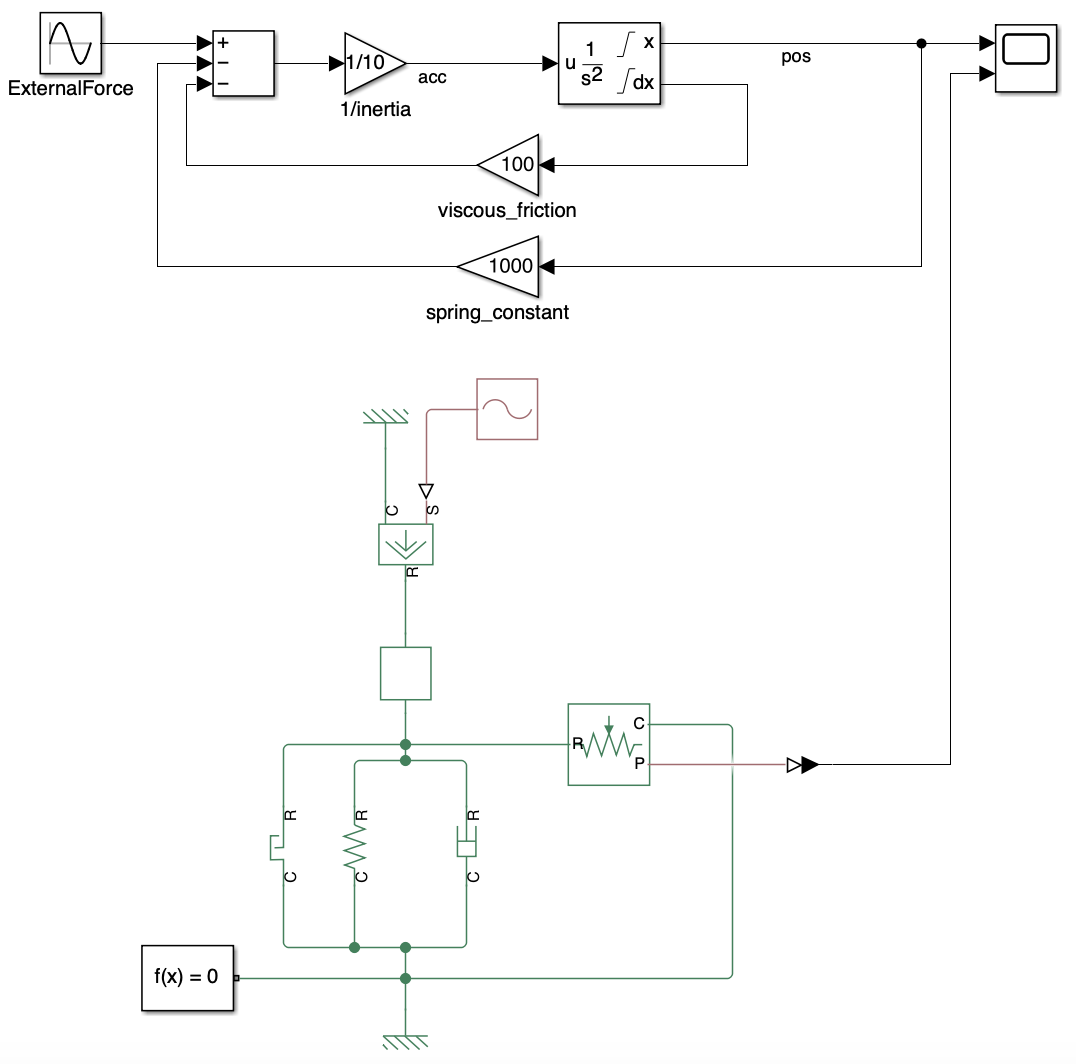 +
−
−
ExternalForce
1/10
acc
1/inertia
u 1/s2
x
dx
pos
100
viscous_friction
1000
spring_constant
C
S
R
R
C
P
R
R
R
C
C
C
f(x) = 0